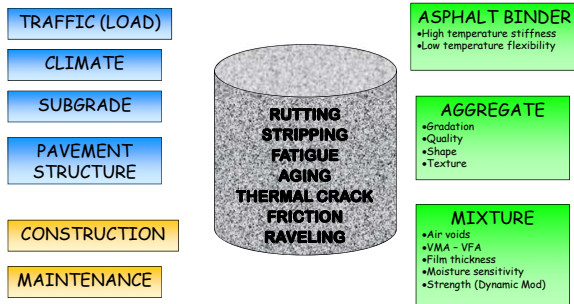 TRAFFIC (LOAD)
CLIMATE
SUBGRADE
PAVEMENT
STRUCTURE
CONSTRUCTION
MAINTENANCE
RUTTING
STRIPPING
FATIGUE
AGING
THERMAL CRACK
FRICTION
RAVELING
ASPHALT BINDER
•High temperature stiffness
•Low temperature flexibility
AGGREGATE
•Gradation
•Quality
•Shape
•Texture
MIXTURE
•Air voids
•VMA – VFA
•Film thickness
•Moisture sensitivity
•Strength (Dynamic Mod)